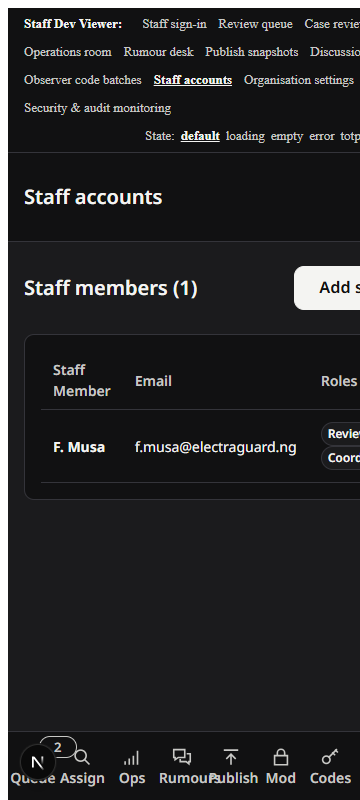 Staff Dev Viewer: Staff sign-in Review queue Case revie
Operations room Rumour desk Publish snapshots Discussio
Observer code batches Staff accounts Organisation settings
Security & audit monitoring
State: default loading empty error totp
Staff accounts
Staff members (1)
Add s
Staff Member
Email
Roles
F. Musa
f.musa@electraguard.ng
Revie
Coord
2
N
Queue Assign Ops Rumours Publish Mod Codes